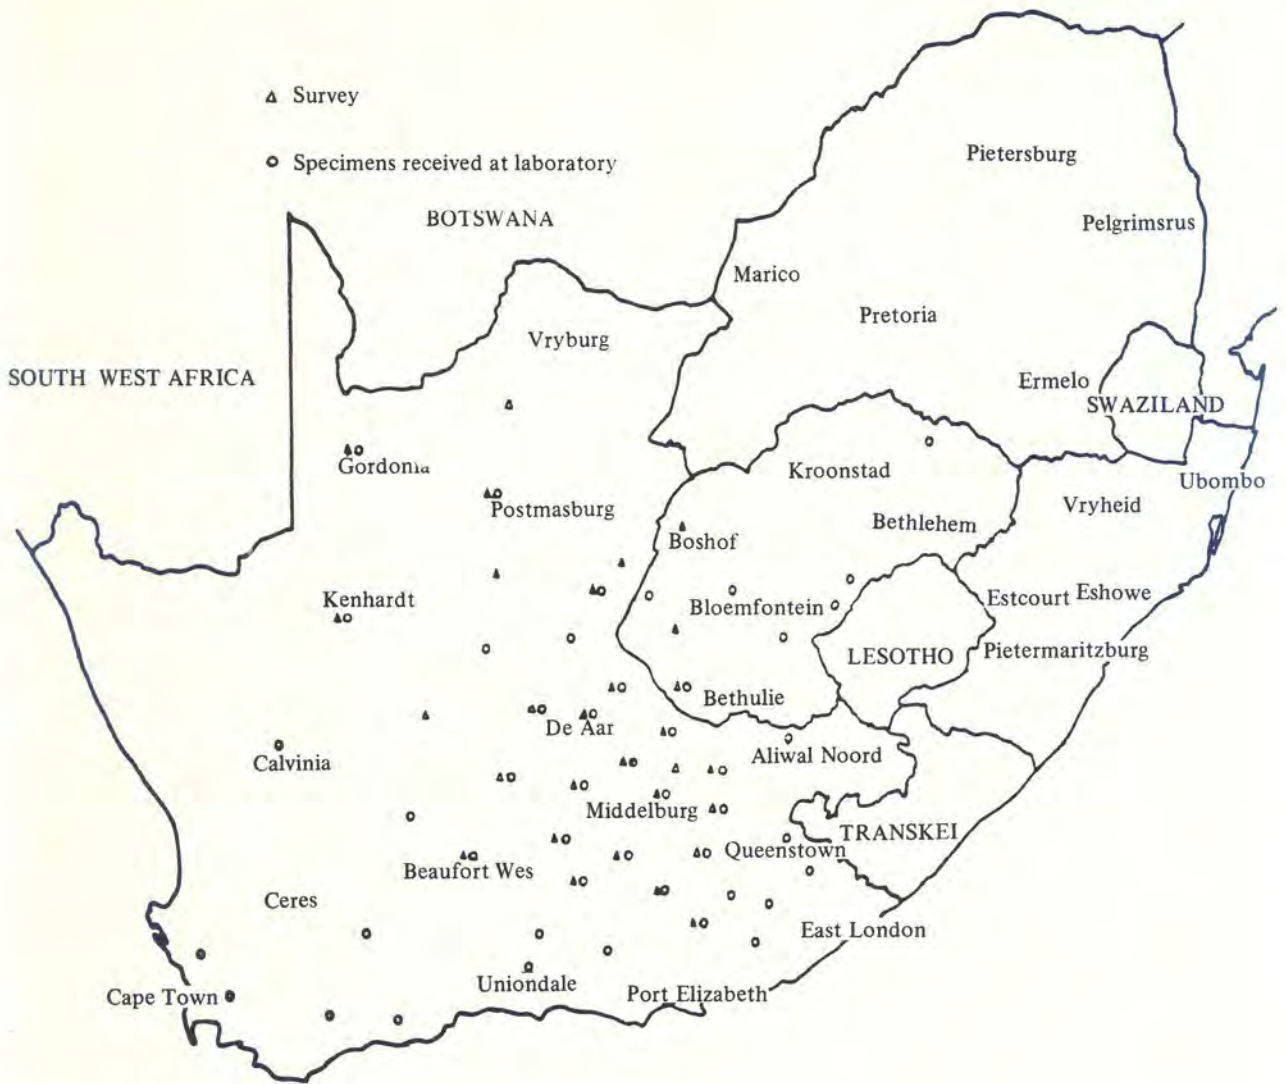 Survey
Specimens received at laboratory
BOTSWANA
Pietersburg
Pelgrimsrus
Marico
Pretoria
Vryburg
SOUTH WEST AFRICA
Ermelo
SWAZILAND
Gordonia
Kroonstad
Ubombo
Postmasburg
Vryheid
Bethlehem
Boshof
Kenhardt
Bloemfontein
Estcourt
Eshowe
LESOTHO
Pietermaritzburg
Bethulie
De Aar
Aliwal Noord
Calvinia
Middelburg
TRANSKEI
Queenstown
Beaufort Wes
Ceres
East London
Uniondale
Port Elizabeth
Cape Town